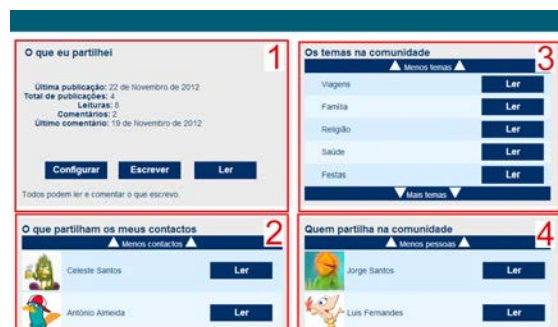 O que eu partilhei
1
Última publicação: 22 de Novembro de 2012
Total de publicações: 4
Leituras: 8
Comentários: 2
Último comentário: 19 de Novembro de 2012
Configurar Escrever Ler
Todos podem ler e comentar o que escrevo.
Os temas na comunidade
3
Menos temas
Viagens Ler
Família Ler
Religião Ler
Saúde Ler
Festas Ler
Mais temas
O que partilham os meus contactos
2
Menos contactos
Celeste Santos Ler
António Almeida Ler
Quem partilha na comunidade
4
Menos pessoas
Jorge Santos Ler
Luis Fernandes Ler